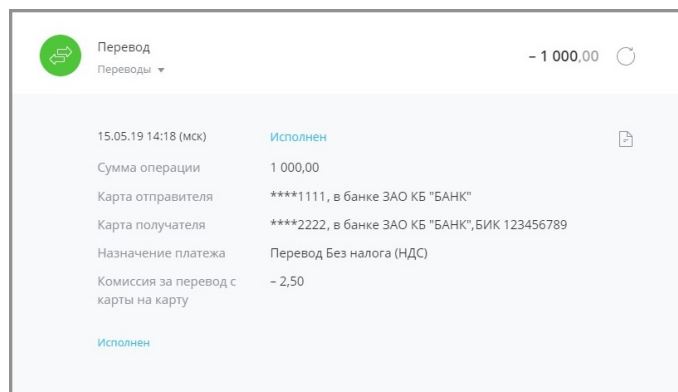 Перевод
– 1 000,00
Переводы
15.05.19 14:18 (мск) Исполнен
Сумма операции 1 000,00
Карта отправителя ****1111, в банке ЗАО КБ "БАНК"
Карта получателя ****2222, в банке ЗАО КБ "БАНК",БИК 123456789
Назначение платежа Перевод Без налога (НДС)
Комиссия за перевод с – 2,50
карты на карту
Исполнен